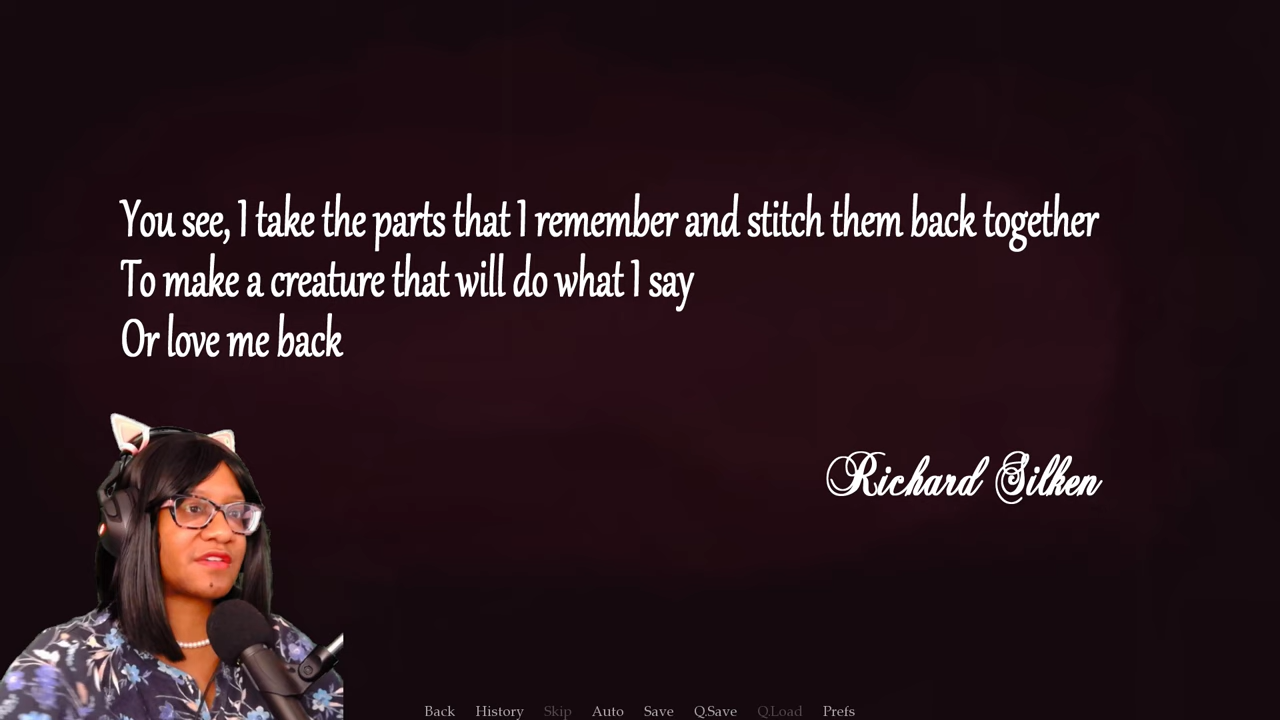 You see, I take the parts that I remember and stitch them back together
To make a creature that will do what I say
Or love me back
Richard Silken
Back History Skip Auto Save Q.Save Q.Load Prefs